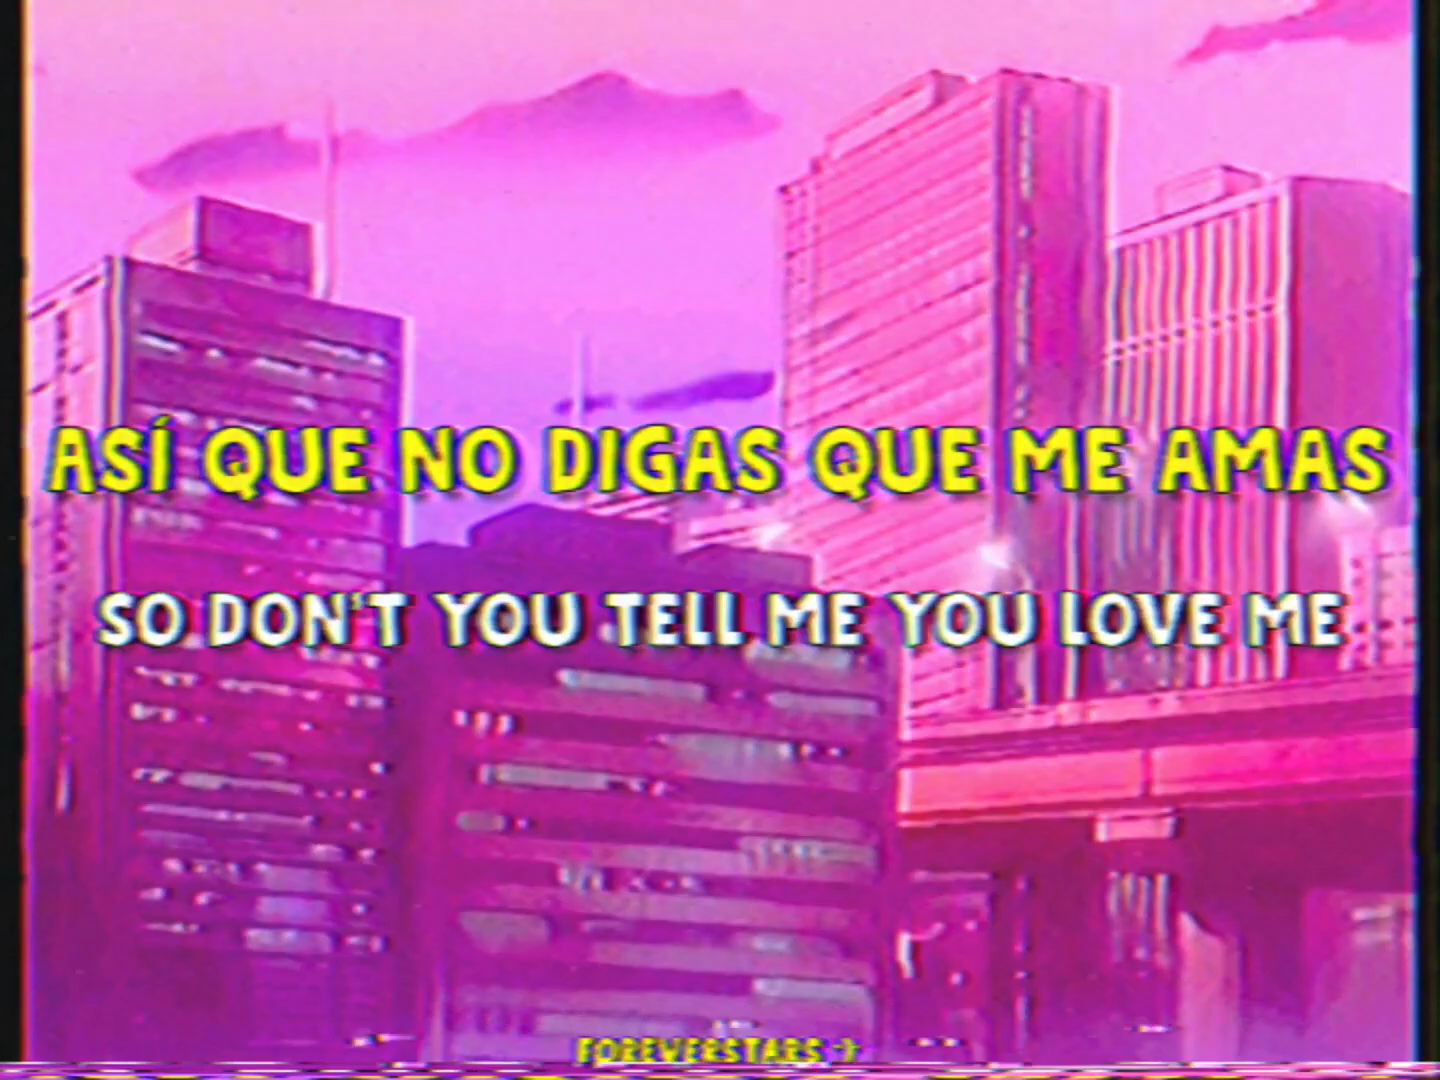 ASÍ QUE NO DIGAS QUE ME AMAS
SO DON'T YOU TELL ME YOU LOVE ME
FOREVERSTARS :)